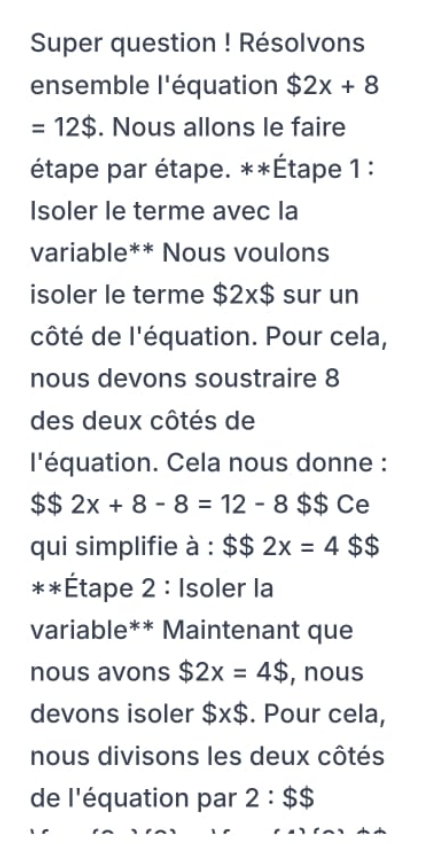 Super question ! Résolvons
ensemble l'équation $2x + 8
= 12$. Nous allons le faire
étape par étape. **Étape 1 :
Isoler le terme avec la
variable** Nous voulons
isoler le terme $2x$ sur un
côté de l'équation. Pour cela,
nous devons soustraire 8
des deux côtés de
l'équation. Cela nous donne :
$$ 2x + 8 - 8 = 12 - 8 $$ Ce
qui simplifie à : $$ 2x = 4 $$
**Étape 2 : Isoler la
variable** Maintenant que
nous avons $2x = 4$, nous
devons isoler $x$. Pour cela,
nous divisons les deux côtés
de l'équation par 2 : $$